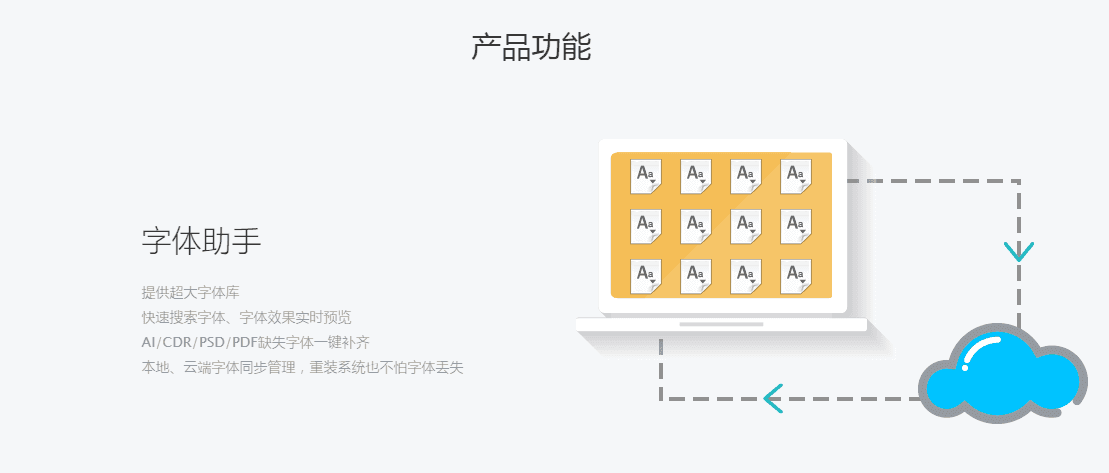 产品功能
字体助手
提供超大字体库
快速搜索字体、字体效果实时预览
AI/CDR/PSD/PDF缺失字体一键补齐
本地、云端字体同步管理，重装系统也不怕字体丢失
Aa Aa Aa Aa
Aa Aa Aa Aa
Aa Aa Aa Aa